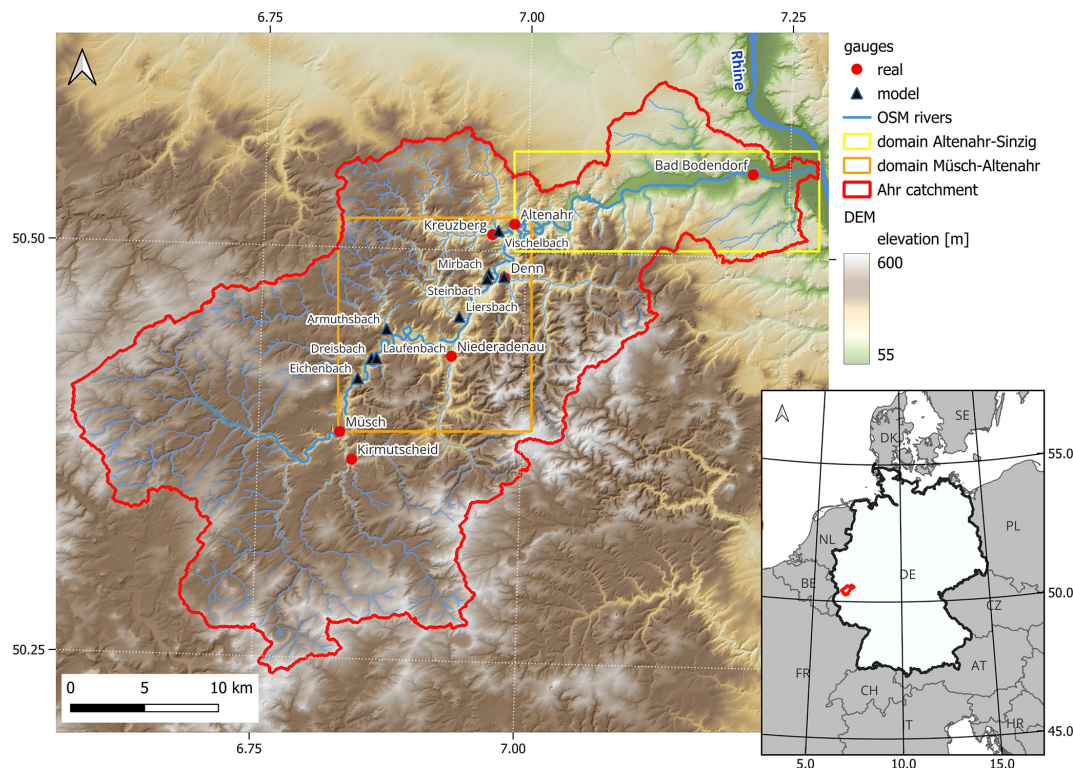 6.75
7.00
7.25
Rhine
gauges
real
model
OSM rivers
domain Altenahr-Sinzig
domain Müsch-Altenahr
Ahr catchment
DEM
elevation [m]
600
55
Bad Bodendorf
Altenahr
Kreuzberg
50.50
Vischelbach
Mirbach
Denn
Steinbach
Liersbach
Armuthsbach
Dreisbach
Laufenbach
Niederadenau
Eichenbach
Müsch
Kirmutscheid
50.25
0
5
10 km
6.75
7.00
SE
DK
55.0
NL
PL
BE
DE
50.0
CZ
FR
AT
CH
IT
HR
45.0
5.0
10.0
15.0